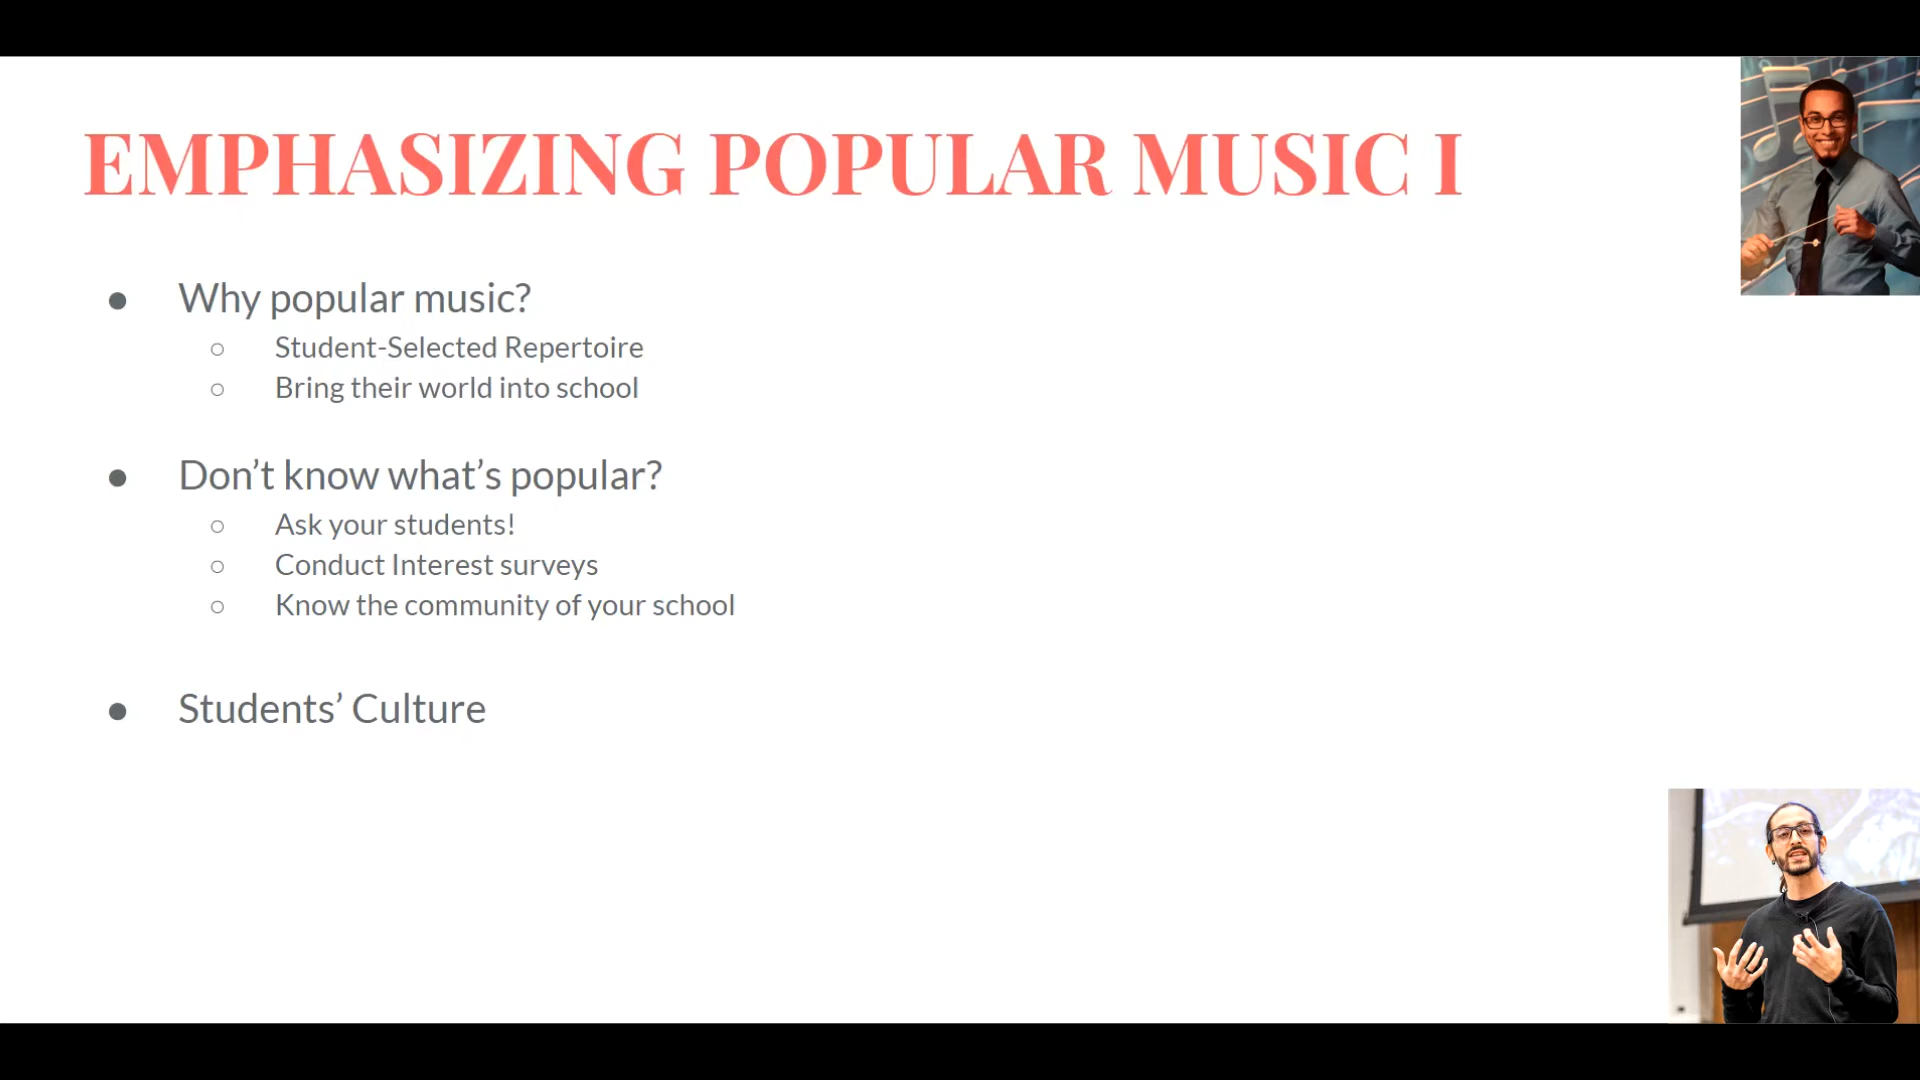 EMPHASIZING POPULAR MUSIC I
● Why popular music?
○ Student-Selected Repertoire
○ Bring their world into school
● Don’t know what’s popular?
○ Ask your students!
○ Conduct Interest surveys
○ Know the community of your school
● Students’ Culture